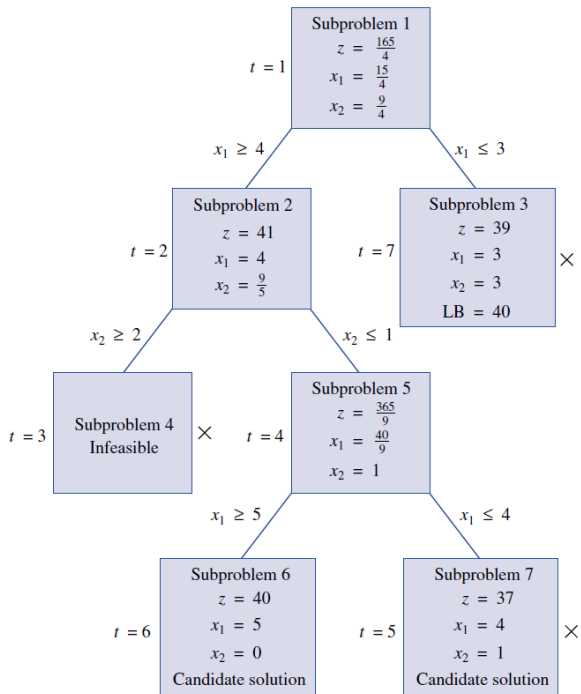 Subproblem 1
z = 165/4
t = 1
x₁ = 15/4
x₂ = 9/4
x₁ ≥ 4
x₁ ≤ 3
Subproblem 2
z = 41
t = 2
x₁ = 4
x₂ = 9/5
Subproblem 3
z = 39
t = 7
x₁ = 3
x₂ = 3
LB = 40
×
x₂ ≥ 2
x₂ ≤ 1
t = 3
Subproblem 4
Infeasible
×
Subproblem 5
z = 365/9
t = 4
x₁ = 40/9
x₂ = 1
x₁ ≥ 5
x₁ ≤ 4
Subproblem 6
z = 40
x₁ = 5
t = 6
x₂ = 0
Candidate solution
Subproblem 7
z = 37
x₁ = 4
t = 5
x₂ = 1
Candidate solution
×